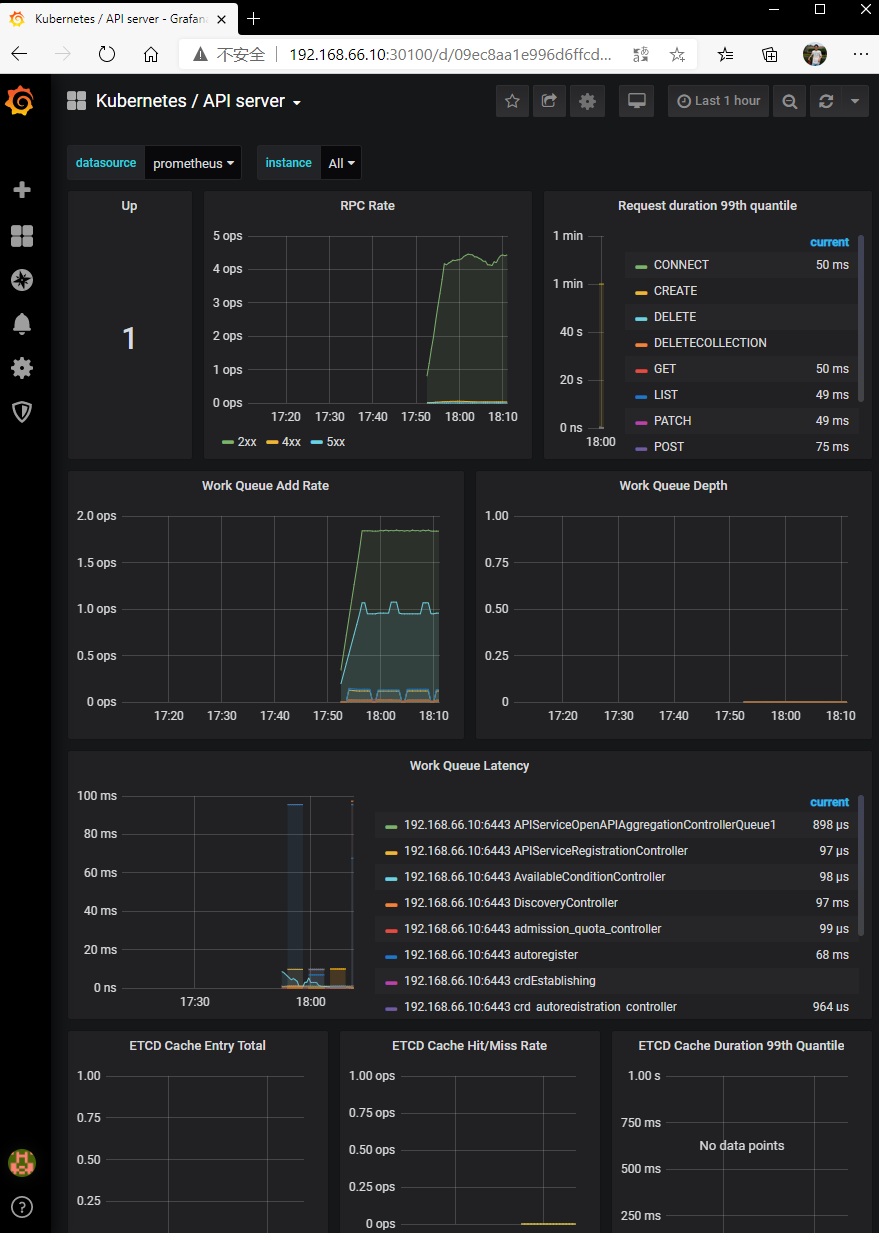 Kubernetes / API server - Grafana
不安全 192.168.66.10:30100/d/09ec8aa1e996d6ffcd...
Kubernetes / API server
Last 1 hour
datasource prometheus instance All
Up
1
RPC Rate
5 ops
4 ops
3 ops
2 ops
1 ops
0 ops
17:20 17:30 17:40 17:50 18:00 18:10
2xx 4xx 5xx
Request duration 99th quantile
1 min
1 min
40 s
20 s
0 ns
18:00
current
CONNECT 50 ms
CREATE
DELETE
DELETECOLLECTION
GET 50 ms
LIST 49 ms
PATCH 49 ms
POST 75 ms
Work Queue Add Rate
2.0 ops
1.5 ops
1.0 ops
0.5 ops
0 ops
17:20 17:30 17:40 17:50 18:00 18:10
Work Queue Depth
1.00
0.75
0.50
0.25
0
17:20 17:30 17:40 17:50 18:00 18:10
Work Queue Latency
100 ms
80 ms
60 ms
40 ms
20 ms
0 ns
17:30 18:00
current
192.168.66.10:6443 APIServiceOpenAPIAggregationControllerQueue1 898 µs
192.168.66.10:6443 APIServiceRegistrationController 97 µs
192.168.66.10:6443 AvailableConditionController 98 µs
192.168.66.10:6443 DiscoveryController 97 ms
192.168.66.10:6443 admission_quota_controller 99 µs
192.168.66.10:6443 autoregister 68 ms
192.168.66.10:6443 crdEstablishing
192.168.66.10:6443 crd_autoregistration_controller 964 µs
ETCD Cache Entry Total
1.00
0.75
0.50
0.25
ETCD Cache Hit/Miss Rate
1.00 ops
0.75 ops
0.50 ops
0.25 ops
0 ops
ETCD Cache Duration 99th Quantile
1.00 s
750 ms
500 ms
250 ms
No data points